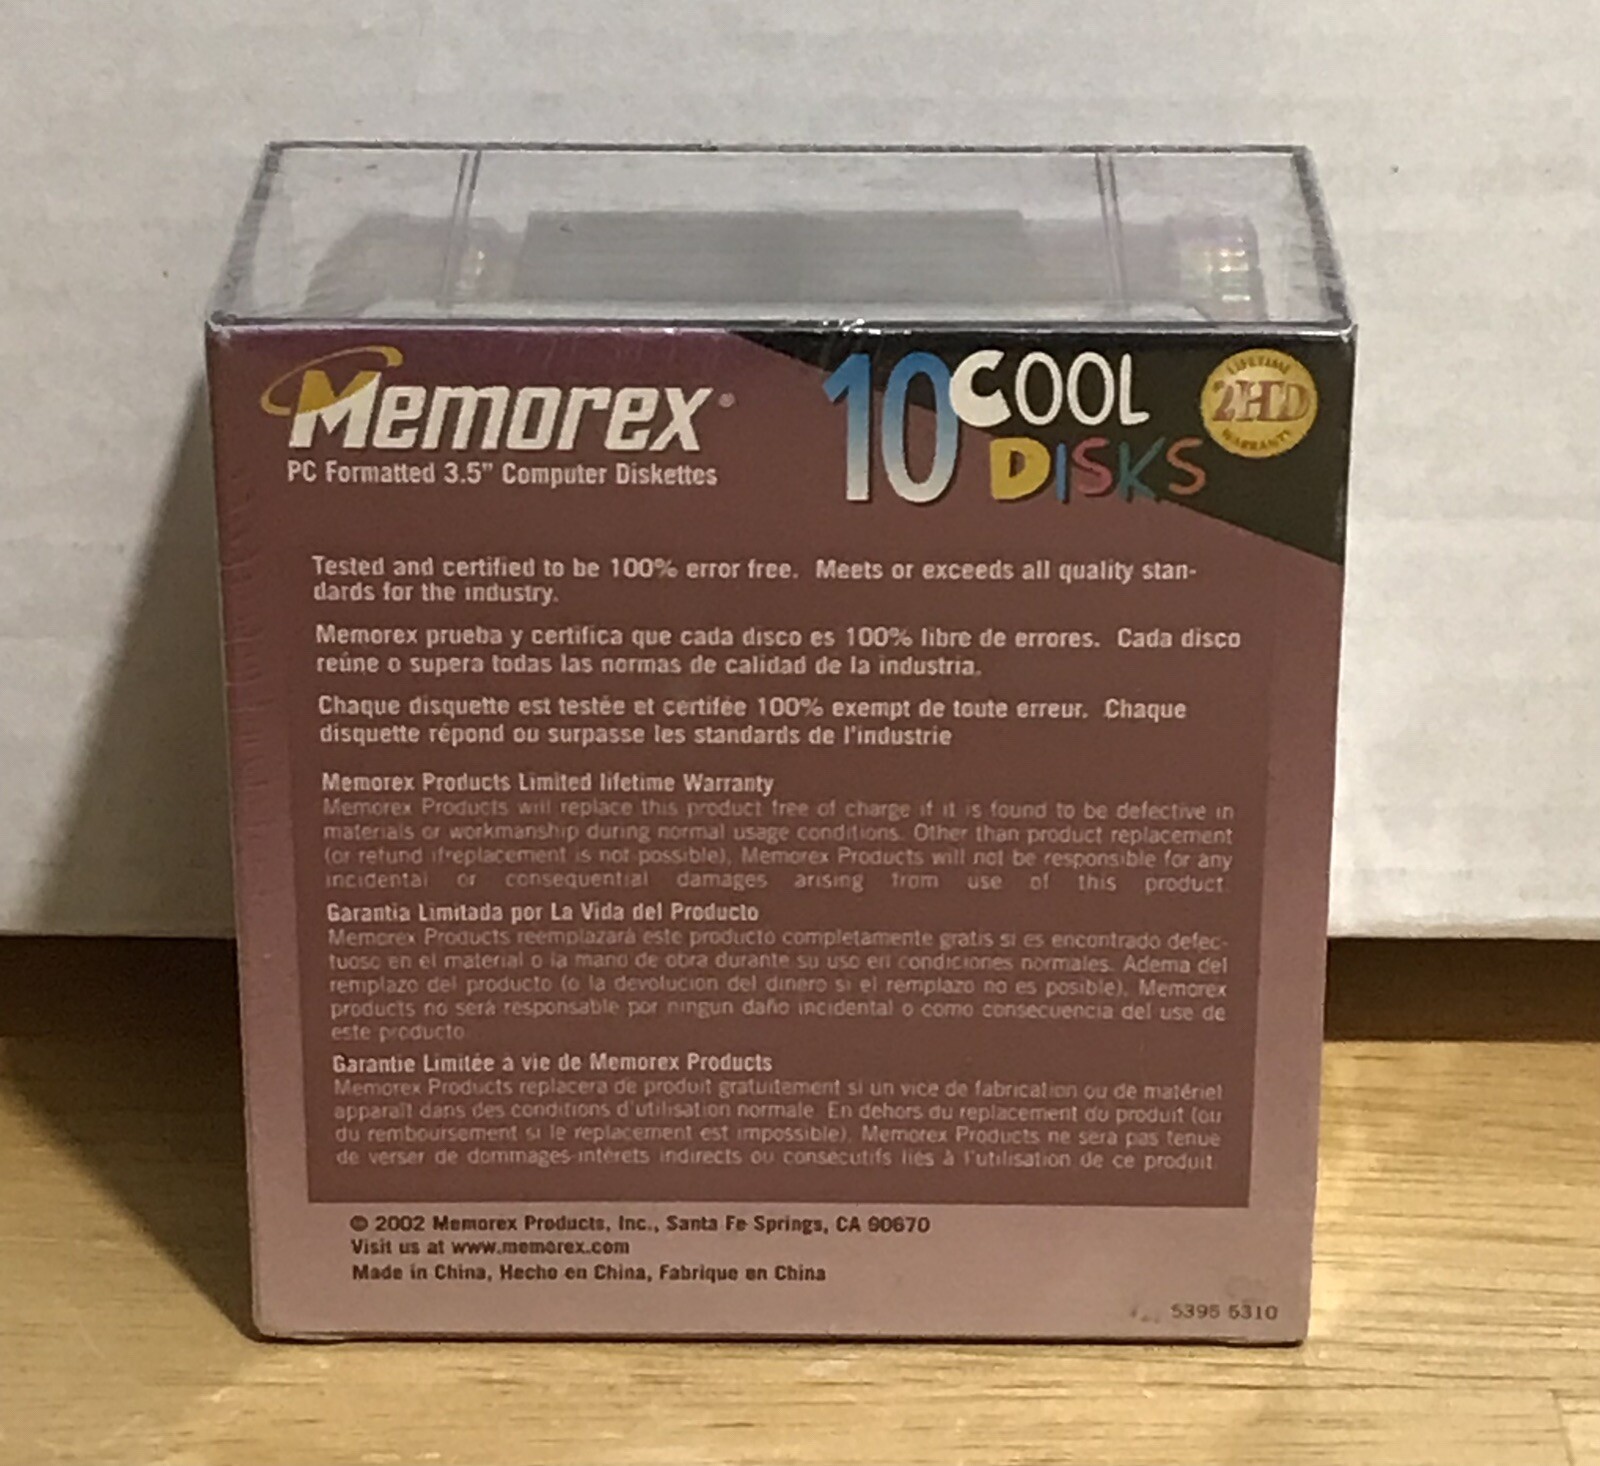 Memorex®
PC Formatted 3.5" Computer Diskettes
10 COOL
DISKS
LIFETIME
2HD
WARRANTY
Tested and certified to be 100% error free. Meets or exceeds all quality stan-
dards for the industry.
Memorex prueba y certifica que cada disco es 100% libre de errores. Cada disco
reúne o supera todas las normas de calidad de la industria.
Chaque disquette est testée et certifée 100% exempt de toute erreur. Chaque
disquette répond ou surpasse les standards de l'industrie
Memorex Products Limited lifetime Warranty
Memorex Products will replace this product free of charge if it is found to be defective in
materials or workmanship during normal usage conditions. Other than product replacement
(or refund ifreplacement is not possible), Memorex Products will not be responsible for any
incidental or consequential damages arising from use of this product.
Garantia Limitada por La Vida del Producto
Memorex Products reemplazará este producto completamente gratis si es encontrado defec-
tuoso en el material o la mano de obra durante su uso en condiciones normales. Adema del
remplazo del producto (o la devolucion del dinero si el remplazo no es posible), Memorex
products no será responsable por ningun daño incidental o como consecuencia del use de
este producto.
Garantie Limitée à vie de Memorex Products
Memorex Products replacera de produit gratuitement si un vice de fabrication ou de matériel
apparaît dans des conditions d'utilisation normale. En dehors du replacement du produit (ou
du remboursement si le replacement est impossible), Memorex Products ne sera pas tenue
de verser de dommages-intérets indirects ou consécutifs liés à l'utilisation de ce produit.
© 2002 Memorex Products, Inc., Santa Fe Springs, CA 90670
Visit us at www.memorex.com
Made in China, Hecho en China, Fabrique en China
5395 5310